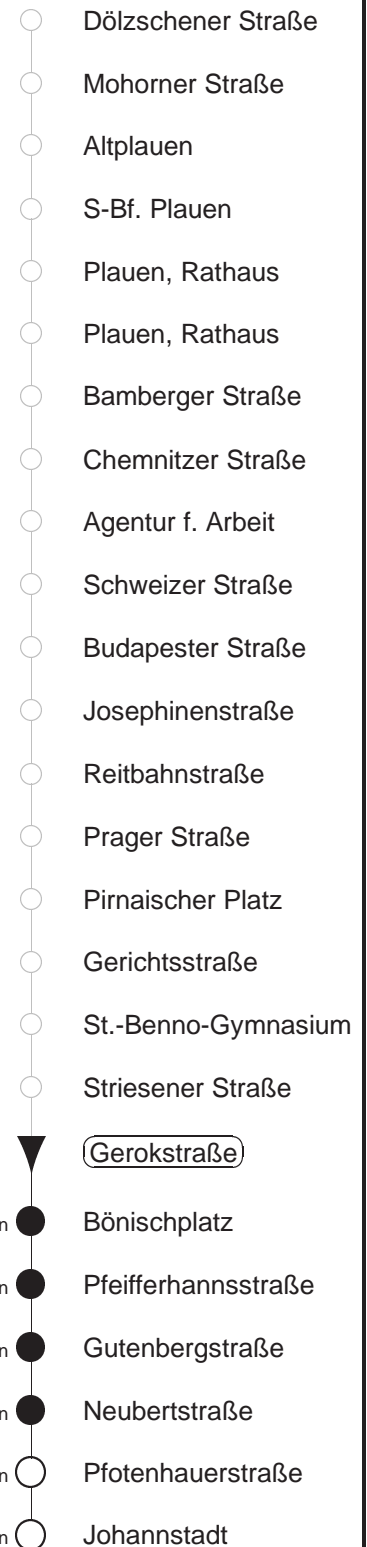 Dölzschener Straße
Mohorner Straße
Altplauen
S-Bf. Plauen
Plauen, Rathaus
Plauen, Rathaus
Bamberger Straße
Chemnitzer Straße
Agentur f. Arbeit
Schweizer Straße
Budapester Straße
Josephinenstraße
Reitbahnstraße
Prager Straße
Pirnaischer Platz
Gerichtsstraße
St.-Benno-Gymnasium
Striesener Straße
Gerokstraße
n Bönischplatz
n Pfeifferhannsstraße
n Gutenbergstraße
n Neubertstraße
n Pfotenhauerstraße
n Johannstadt